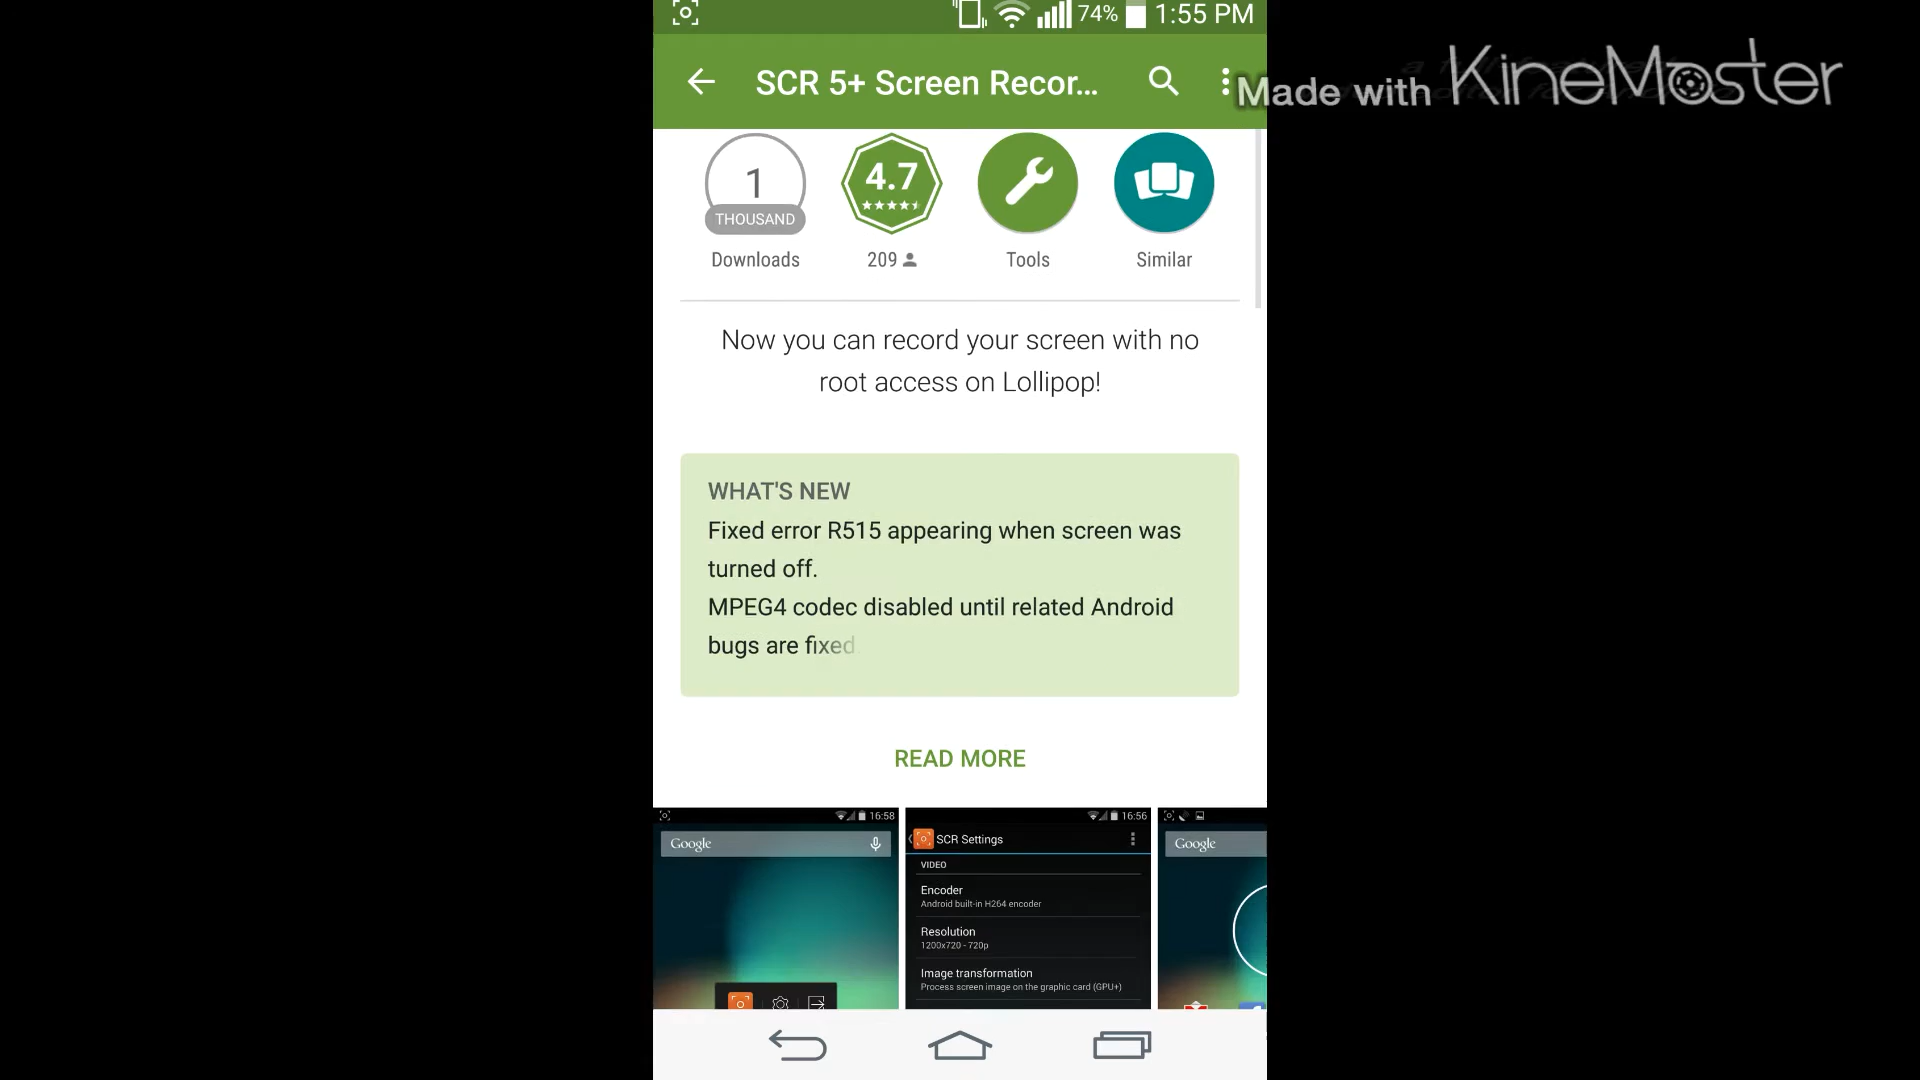 74% 1:55 PM
SCR 5+ Screen Recor...
Made with KineMaster
1
THOUSAND
Downloads
4.7
209
Tools
Similar
Now you can record your screen with no
root access on Lollipop!
WHAT'S NEW
Fixed error R515 appearing when screen was
turned off.
MPEG4 codec disabled until related Android
bugs are fixed.
READ MORE
16:58
Google
16:56
SCR Settings
VIDEO
Encoder
Android built-in H264 encoder
Resolution
1200x720 - 720p
Image transformation
Process screen image on the graphic card (GPU+)
Google